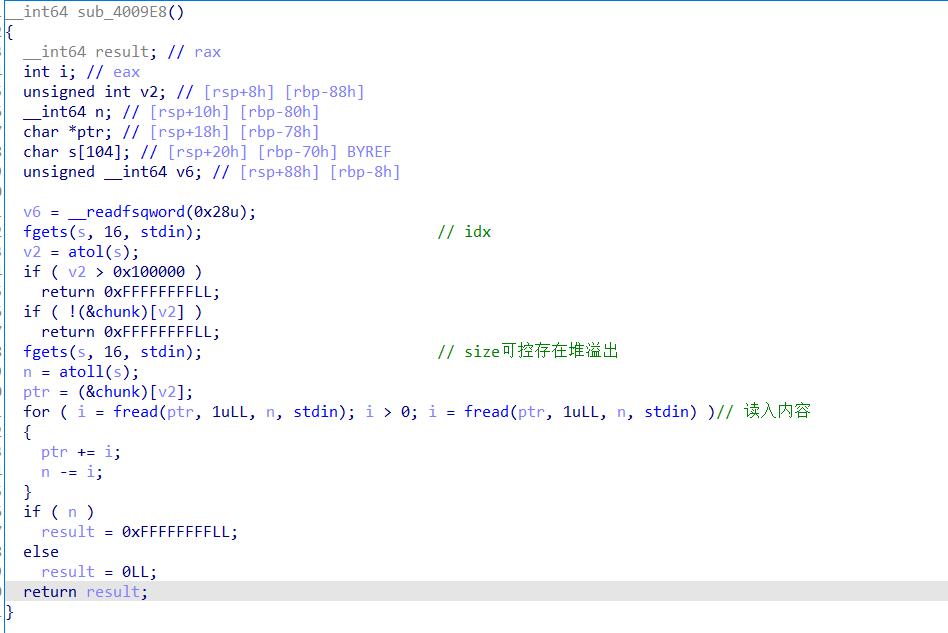 __int64 sub_4009E8()
{
  __int64 result; // rax
  int i; // eax
  unsigned int v2; // [rsp+8h] [rbp-88h]
  __int64 n; // [rsp+10h] [rbp-80h]
  char *ptr; // [rsp+18h] [rbp-78h]
  char s[104]; // [rsp+20h] [rbp-70h] BYREF
  unsigned __int64 v6; // [rsp+88h] [rbp-8h]

  v6 = __readfsqword(0x28u);
  fgets(s, 16, stdin);                          // idx
  v2 = atol(s);
  if ( v2 > 0x100000 )
    return 0xFFFFFFFFLL;
  if ( !(&chunk)[v2] )
    return 0xFFFFFFFFLL;
  fgets(s, 16, stdin);                          // size可控存在堆溢出
  n = atoll(s);
  ptr = (&chunk)[v2];
  for ( i = fread(ptr, 1uLL, n, stdin); i > 0; i = fread(ptr, 1uLL, n, stdin) )// 读入内容
  {
    ptr += i;
    n -= i;
  }
  if ( n )
    result = 0xFFFFFFFFLL;
  else
    result = 0LL;
  return result;
}